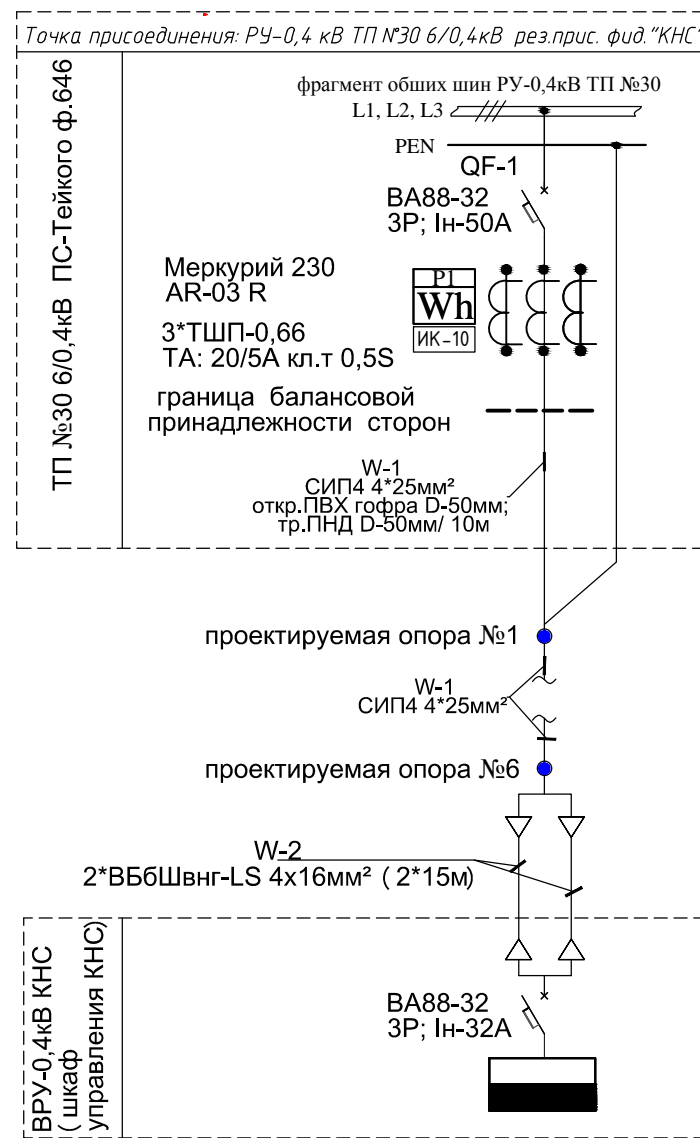 Точка присоединения: РУ-0,4 кВ ТП №30 6/0,4кВ рез.прис. фид."КНС"
ТП №30 6/0,4кВ ПС-Тейкого ф.646
фрагмент обших шин РУ-0,4кВ ТП №30
L1, L2, L3
PEN
QF-1
ВА88-32
3Р; Iн-50А
Меркурий 230
AR-03 R
P1
Wh
ИК-10
3*ТШП-0,66
ТА: 20/5А кл.т 0,5S
граница балансовой
принадлежности сторон
W-1
СИП4 4*25мм²
откр.ПВХ гофра D-50мм;
тр.ПНД D-50мм/ 10м
проектируемая опора №1
W-1
СИП4 4*25мм²
проектируемая опора №6
W-2
2*ВБбШвнг-LS 4х16мм² ( 2*15м)
ВРУ-0,4кВ КНС
( шкаф
управления КНС)
ВА88-32
3Р; Iн-32А